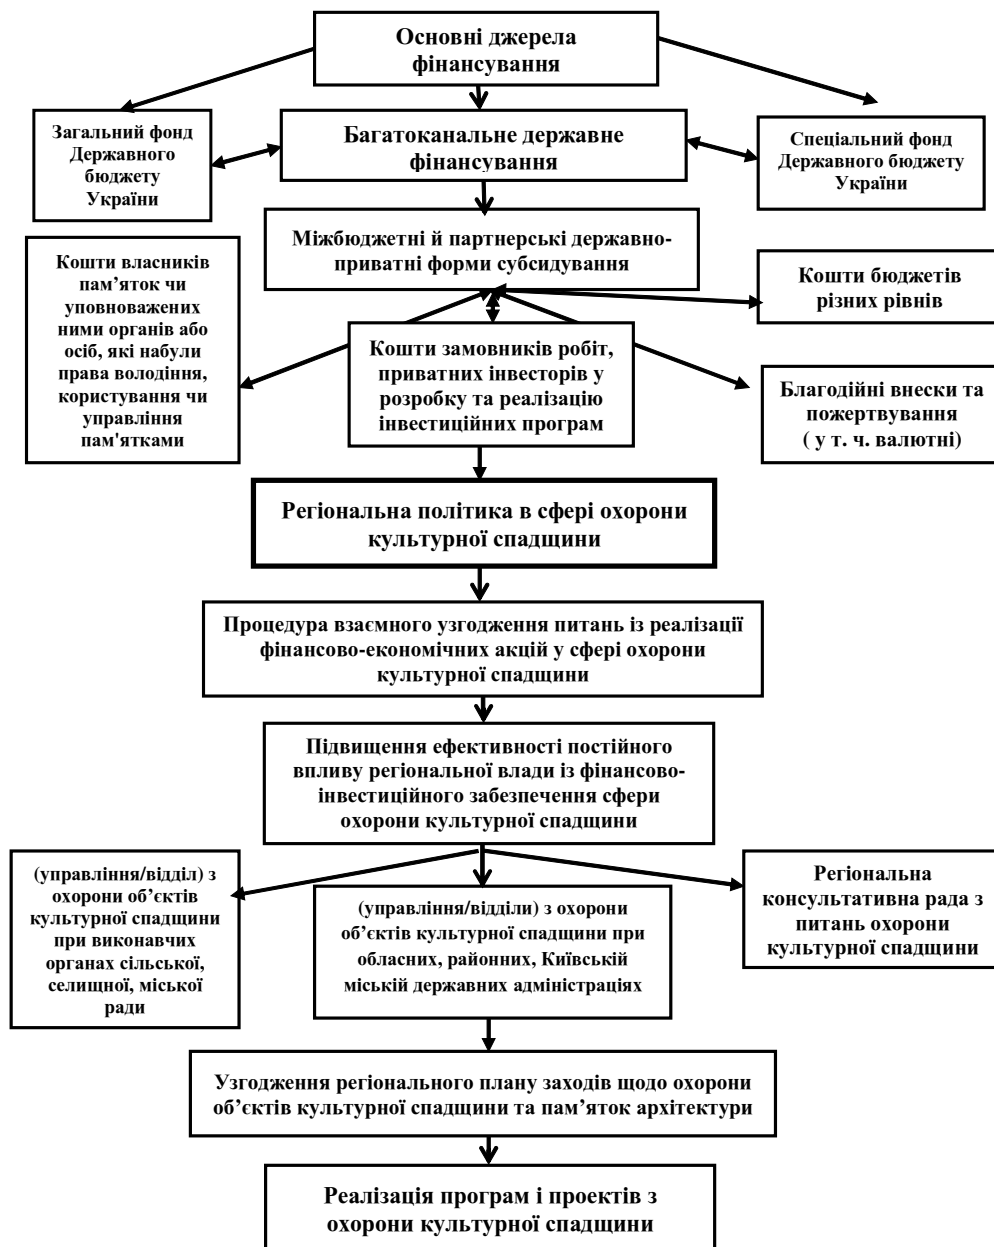 Основні джерела
фінансування
Загальний фонд
Державного
бюджету
України
Багатоканальне державне
фінансування
Спеціальний фонд
Державного бюджету
України
Міжбюджетні й партнерські державно-
приватні форми субсидування
Кошти власників
пам’яток чи
уповноважених
ними органів або
осіб, які набули
права володіння,
користування чи
управління
пам'ятками
Кошти бюджетів
різних рівнів
Кошти замовників робіт,
приватних інвесторів у
розробку та реалізацію
інвестиційних програм
Благодійні внески та
пожертвування
( у т. ч. валютні)
Регіональна політика в сфері охорони
культурної спадщини
Процедура взаємного узгодження питань із реалізації
фінансово-економічних акцій у сфері охорони
культурної спадщини
Підвищення ефективності постійного
впливу регіональної влади із фінансово-
інвестиційного забезпечення сфери
охорони культурної спадщини
(управління/відділ) з
охорони об’єктів
культурної спадщини
при виконавчих
органах сільської,
селищної, міської
ради
(управління/відділи) з охорони
об’єктів культурної спадщини при
обласних, районних, Київській
міській державних адміністраціях
Регіональна
консультативна рада з
питань охорони
культурної спадщини
Узгодження регіонального плану заходів щодо охорони
об’єктів культурної спадщини та пам’яток архітектури
Реалізація програм і проектів з
охорони культурної спадщини